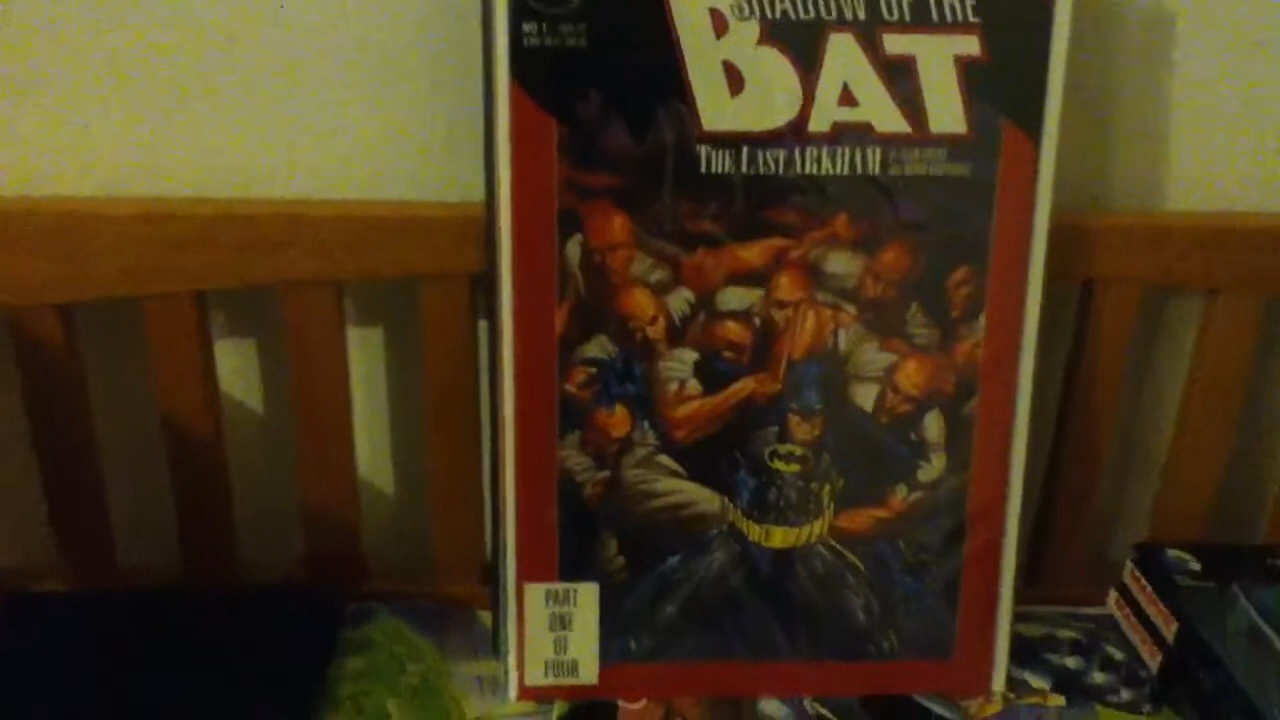 NO 1
SHADOW OF THE
BAT
THE LAST ARKHAM
PART
ONE
OF
FOUR